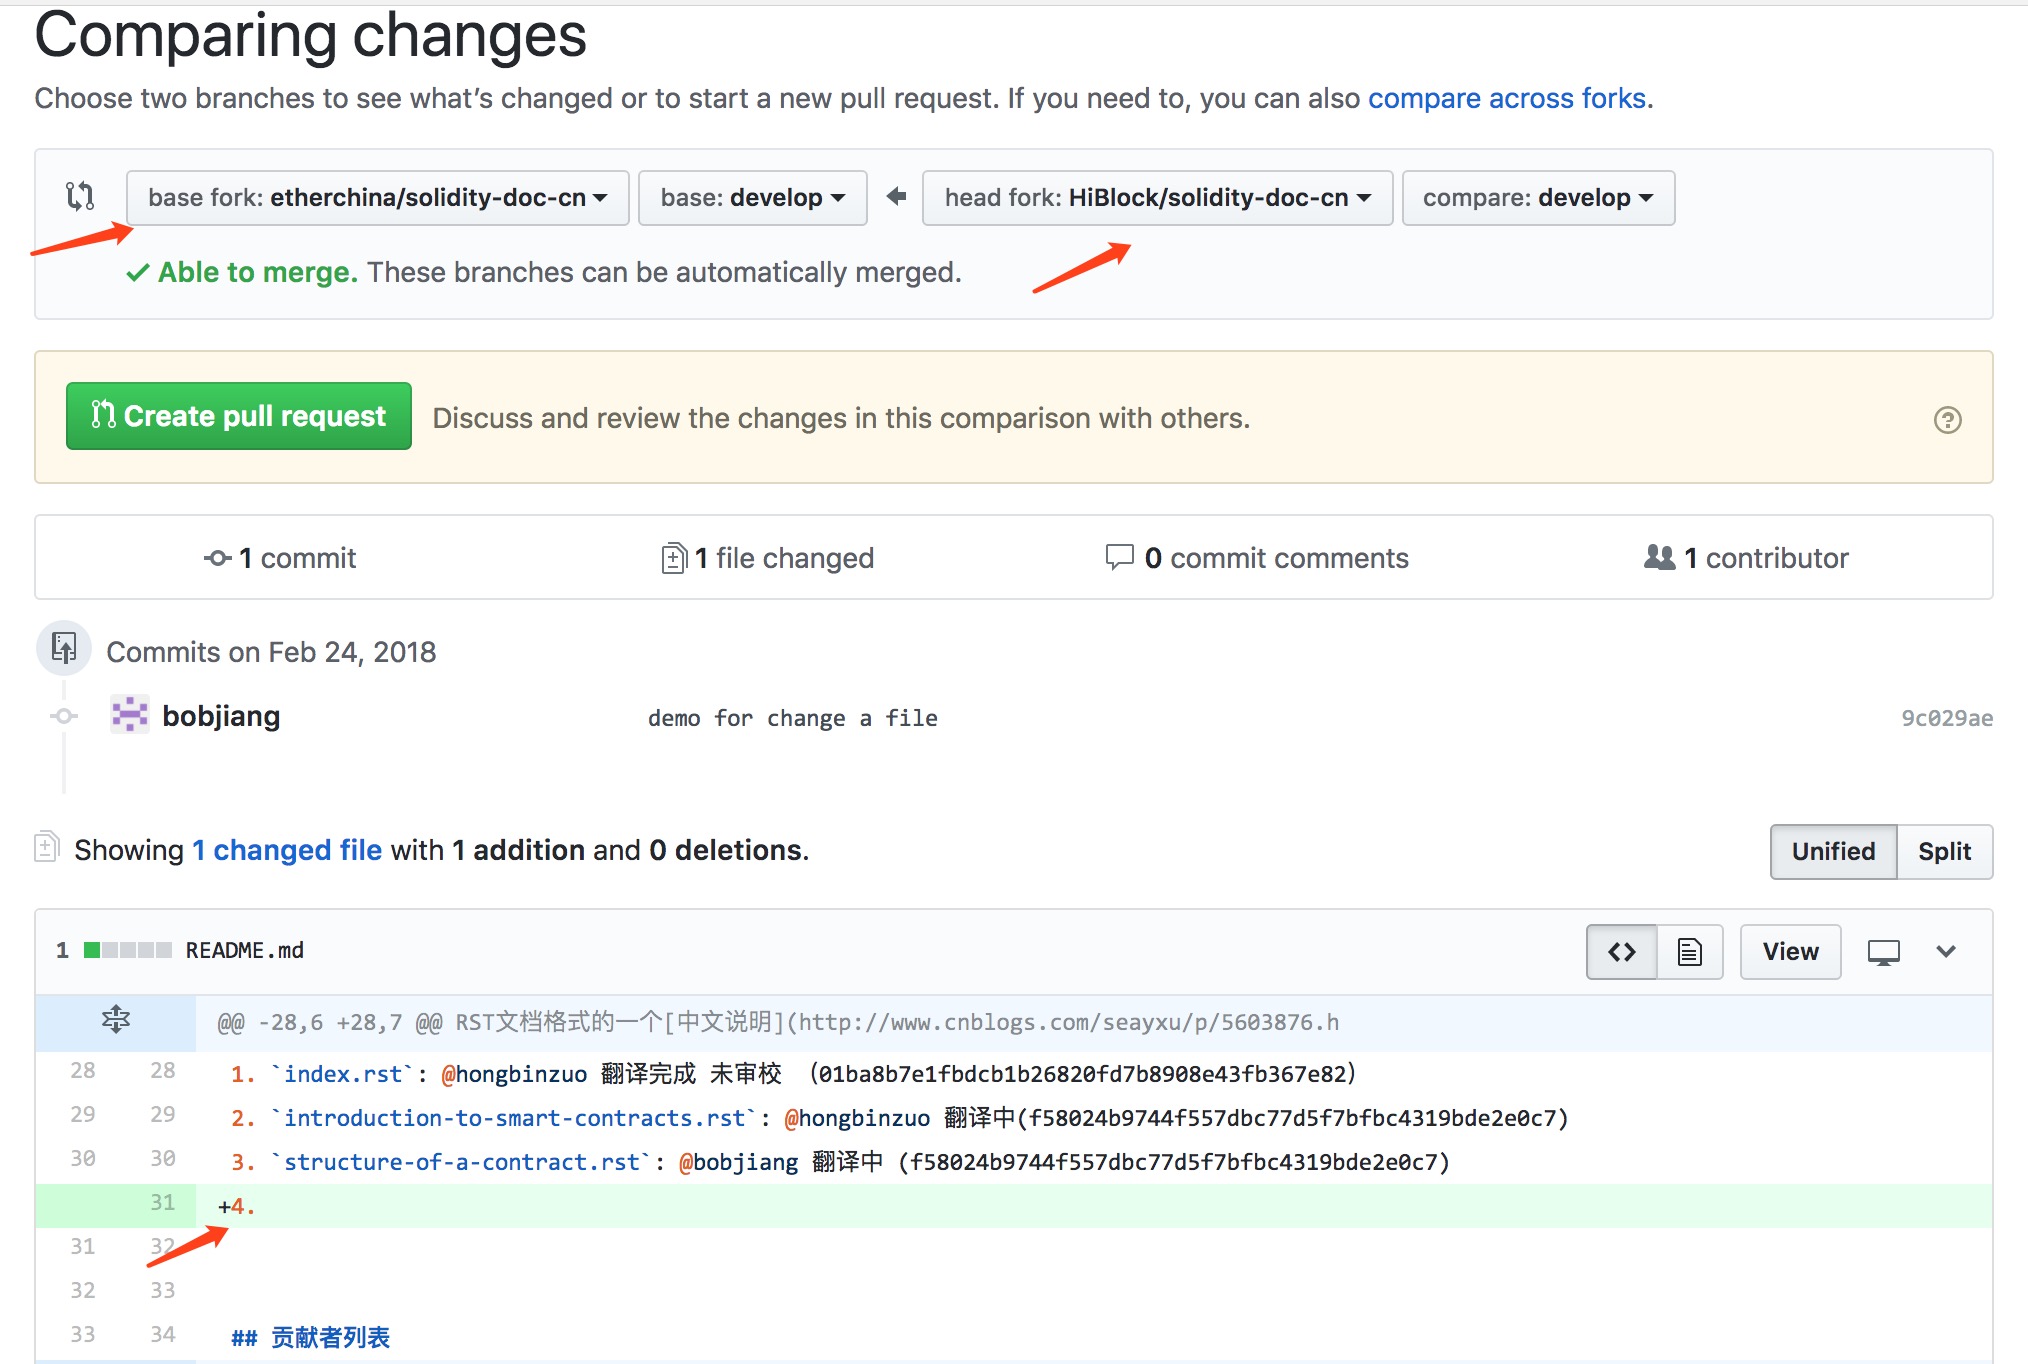 Comparing changes
Choose two branches to see what’s changed or to start a new pull request. If you need to, you can also compare across forks.
base fork: etherchina/solidity-doc-cn base: develop head fork: HiBlock/solidity-doc-cn compare: develop
Able to merge. These branches can be automatically merged.
Create pull request Discuss and review the changes in this comparison with others.
1 commit 1 file changed 0 commit comments 1 contributor
Commits on Feb 24, 2018
bobjiang demo for change a file 9c029ae
Showing 1 changed file with 1 addition and 0 deletions. Unified Split
1 README.md View
@@ -28,6 +28,7 @@ RST文档格式的一个[中文说明](http://www.cnblogs.com/seayxu/p/5603876.h
28 28 1. `index.rst`: @hongbinzuo 翻译完成 未审校 （01ba8b7e1fbdcb1b26820fd7b8908e43fb367e82）
29 29 2. `introduction-to-smart-contracts.rst`: @hongbinzuo 翻译中(f58024b9744f557dbc77d5f7bfbc4319bde2e0c7)
30 30 3. `structure-of-a-contract.rst`: @bobjiang 翻译中 (f58024b9744f557dbc77d5f7bfbc4319bde2e0c7)
31 +4.
31 32
32 33
33 34 ## 贡献者列表